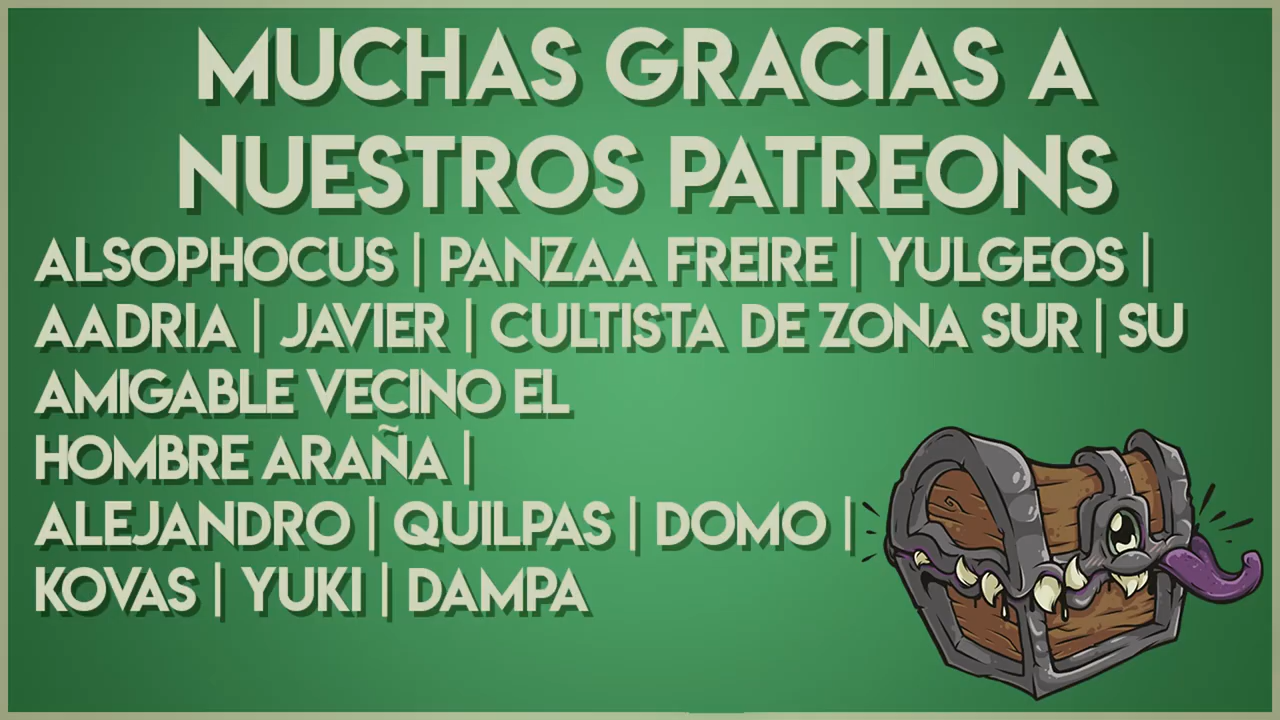 MUCHAS GRACIAS A
NUESTROS PATREONS
ALSOPHOCUS | PANZAA FREIRE | YULGEOS |
AADRIA | JAVIER | CULTISTA DE ZONA SUR | SU
AMIGABLE VECINO EL
HOMBRE ARAÑA |
ALEJANDRO | QUILPAS | DOMO |
KOVAS | YUKI | DAMPA